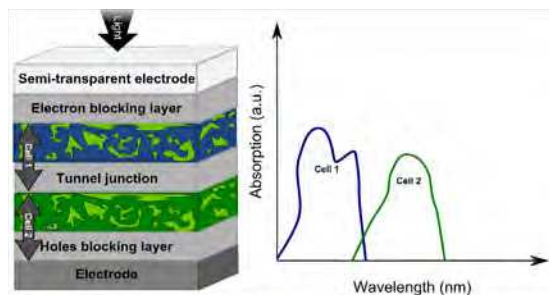 Light
Semi-transparent electrode
Electron blocking layer
Cell 1
Tunnel junction
Cell 2
Holes blocking layer
Electrode
Absorption (a.u.)
Cell 1
Cell 2
Wavelength (nm)